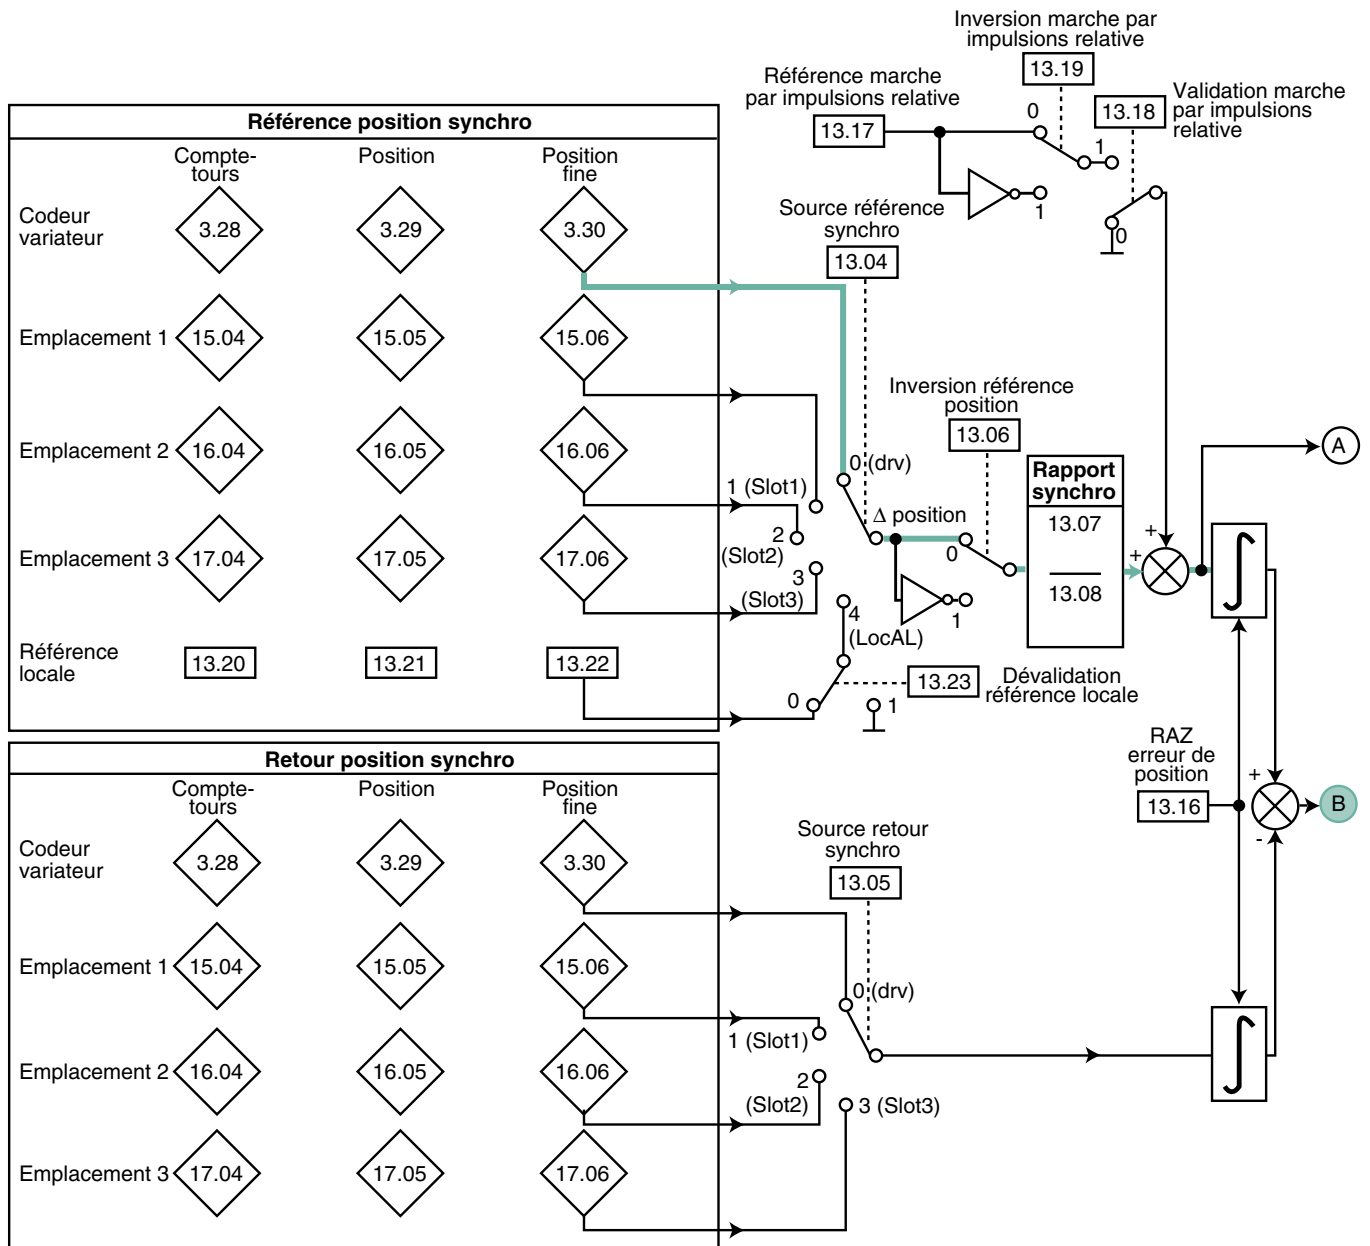 Inversion marche par
impulsions relative
13.19
Référence marche
par impulsions relative
13.17
0
1
1
13.18
Validation marche
par impulsions
relative
0
Référence position synchro
Compte-
tours
Position
Position
fine
Codeur
variateur
3.28
3.29
3.30
Emplacement 1
15.04
15.05
15.06
Emplacement 2
16.04
16.05
16.06
Emplacement 3
17.04
17.05
17.06
Référence
locale
13.20
13.21
13.22
Source référence
synchro
13.04
0 (drv)
1 (Slot1)
2
(Slot2)
3
(Slot3)
4
(LocAL)
0
1
13.23
Dévalidation
référence locale
Δ position
Inversion référence
position
13.06
0
1
Rapport
synchro
13.07
13.08
+
+
A
RAZ
erreur de
position
13.16
+
-
B
Retour position synchro
Compte-
tours
Position
Position
fine
Codeur
variateur
3.28
3.29
3.30
Emplacement 1
15.04
15.05
15.06
Emplacement 2
16.04
16.05
16.06
Emplacement 3
17.04
17.05
17.06
Source retour
synchro
13.05
0 (drv)
1 (Slot1)
2
(Slot2)
3 (Slot3)